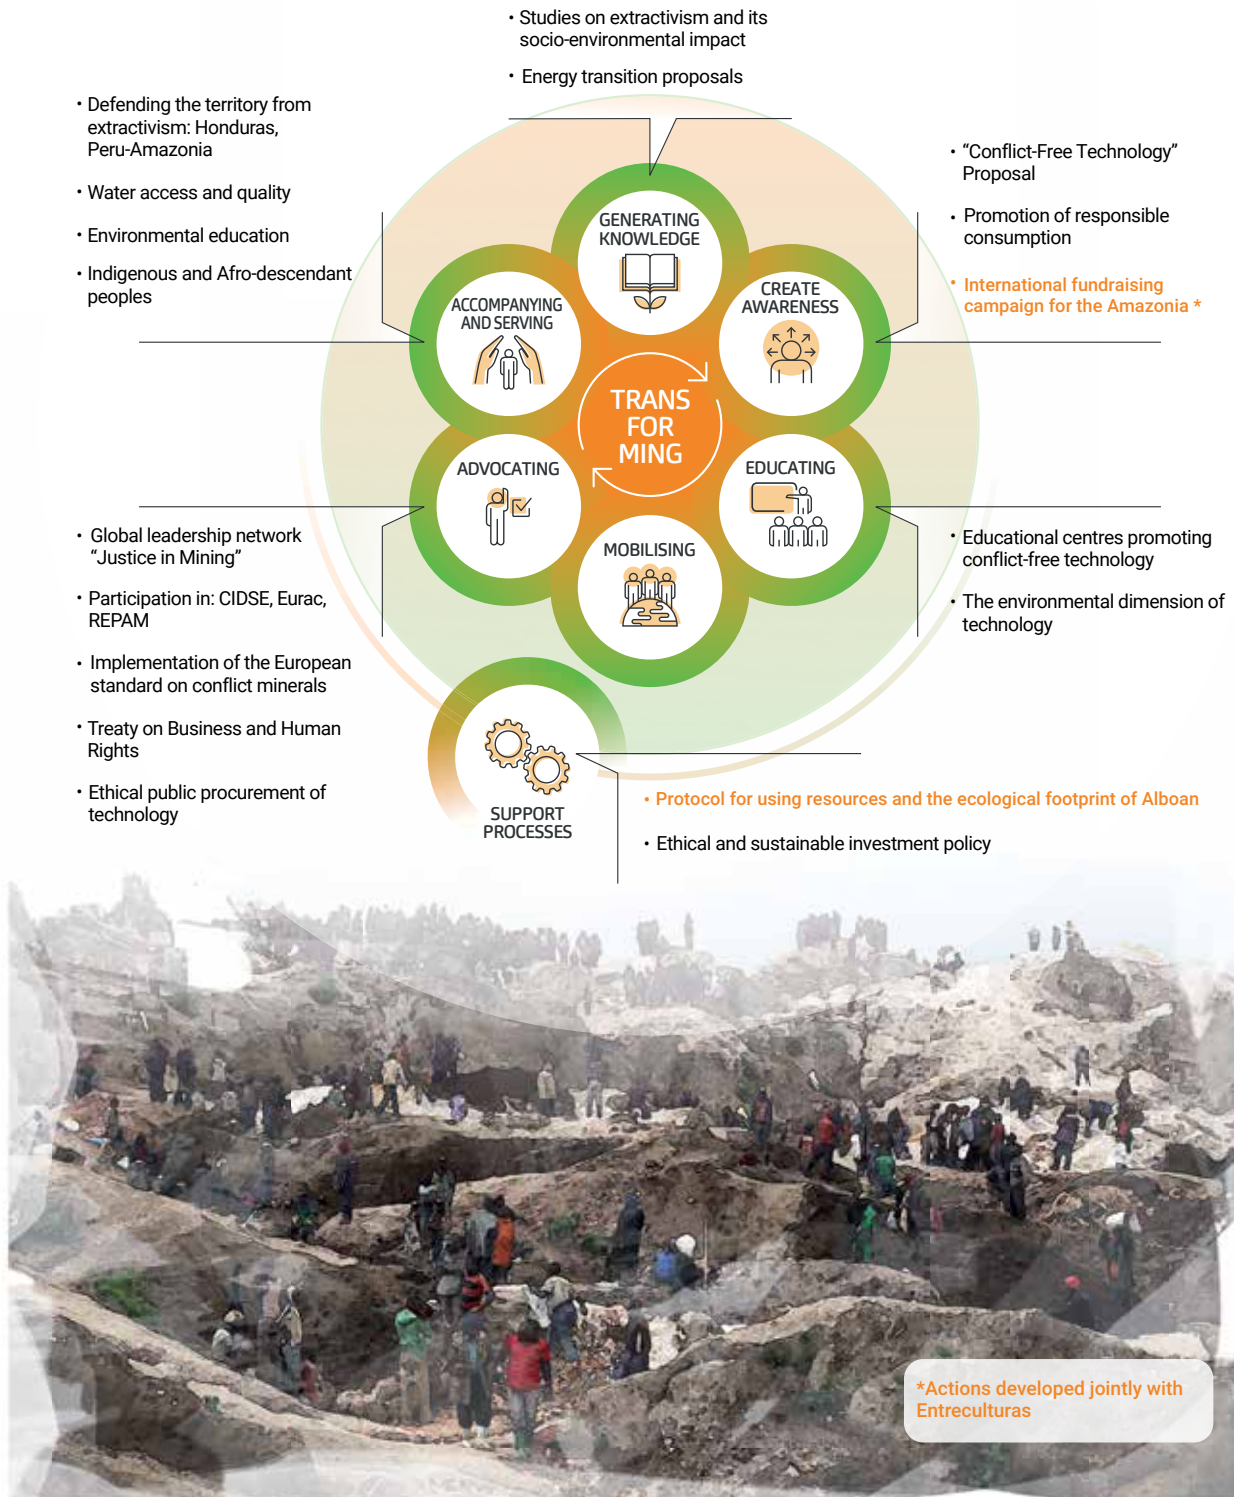 • Studies on extractivism and its
socio-environmental impact
• Energy transition proposals
• Defending the territory from
extractivism: Honduras,
Peru-Amazonia
• Water access and quality
• Environmental education
• Indigenous and Afro-descendant
peoples
• “Conflict-Free Technology”
Proposal
• Promotion of responsible
consumption
• International fundraising
campaign for the Amazonia *
GENERATING
KNOWLEDGE
ACCOMPANYING
AND SERVING
CREATE
AWARENESS
TRANS
FOR
MING
ADVOCATING
EDUCATING
MOBILISING
• Global leadership network
“Justice in Mining”
• Participation in: CIDSE, Eurac,
REPAM
• Implementation of the European
standard on conflict minerals
• Treaty on Business and Human
Rights
• Ethical public procurement of
technology
• Educational centres promoting
conflict-free technology
• The environmental dimension of
technology
SUPPORT
PROCESSES
• Protocol for using resources and the ecological footprint of Alboan
• Ethical and sustainable investment policy
*Actions developed jointly with
Entreculturas